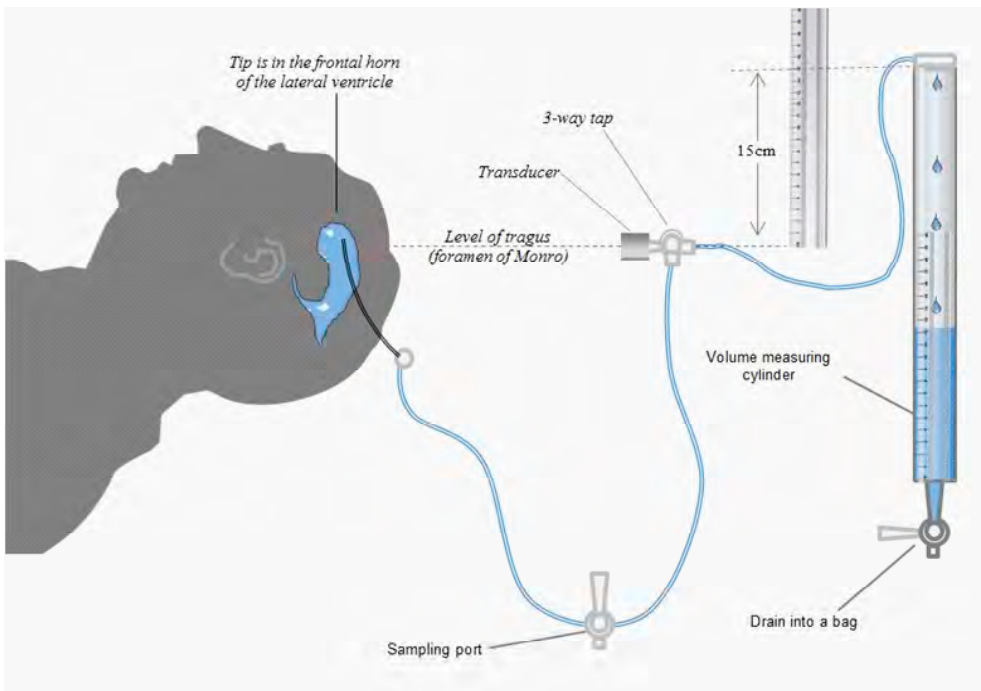 Tip is in the frontal horn
of the lateral ventricle
3-way tap
Transducer
15cm
Level of tragus
(foramen of Monro)
Volume measuring
cylinder
Sampling port
Drain into a bag